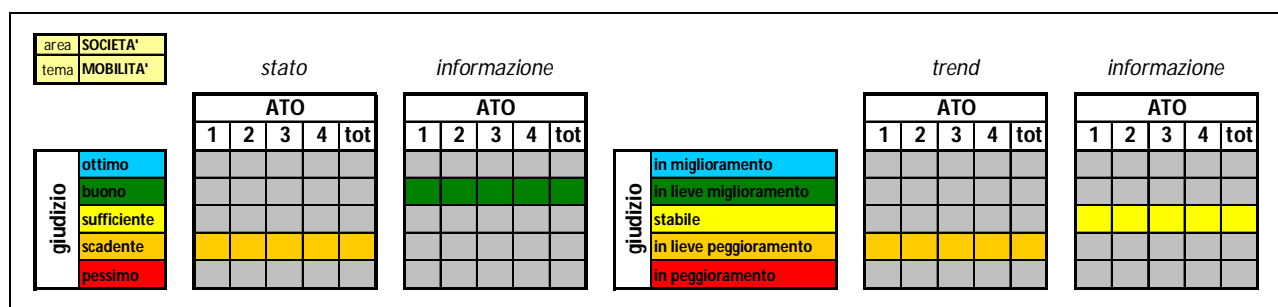 area SOCIETA'
tema MOBILITA'
stato informazione trend informazione
ATO ATO ATO ATO
1 2 3 4 tot 1 2 3 4 tot 1 2 3 4 tot 1 2 3 4 tot
giudizio giudizio
ottimo in miglioramento
buono in lieve miglioramento
sufficiente stabile
scadente in lieve peggioramento
pessimo in peggioramento